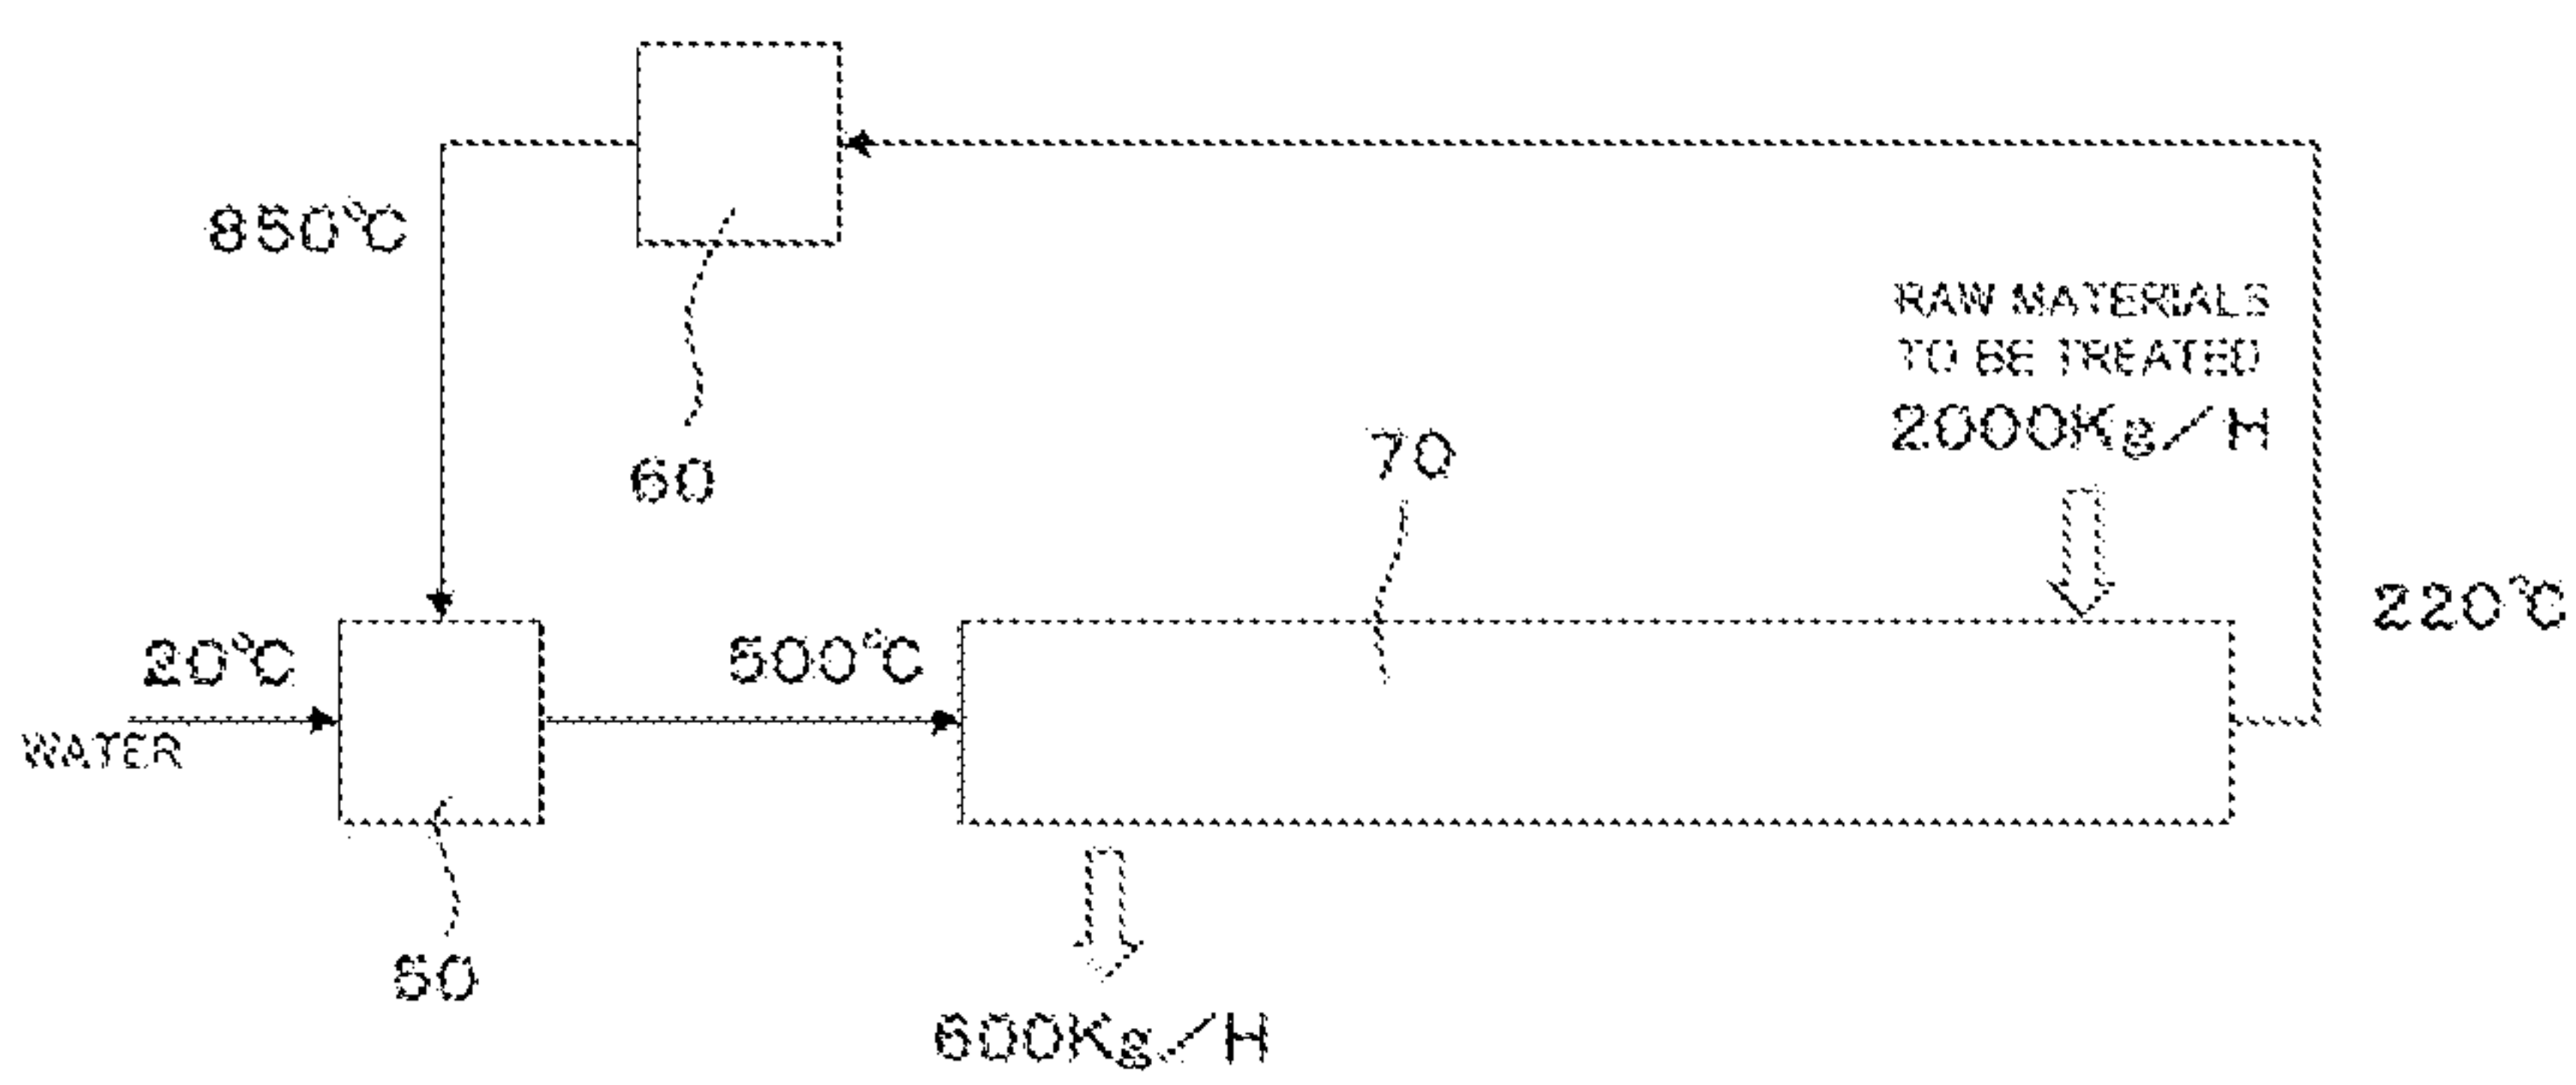 850℃
RAW MATERIALS
TO BE TREATED
2000Kg/H
70
60
220℃
20℃
500℃
WATER
50
600Kg/H